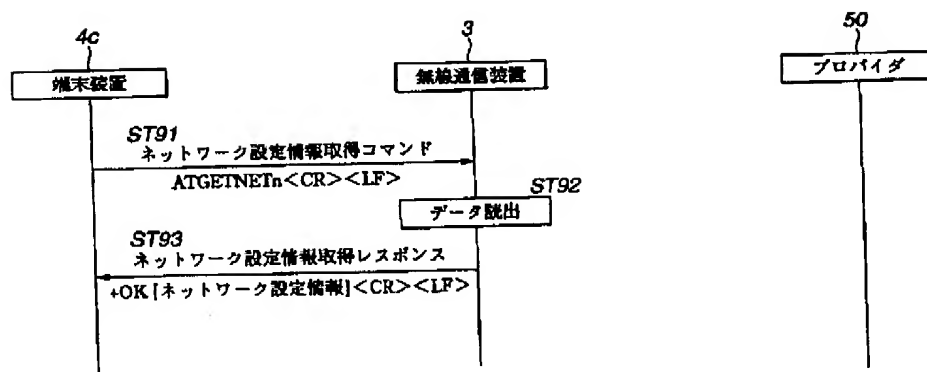 4c
3
50
端末装置
無線通信装置
プロバイダ
ST91
ネットワーク設定情報取得コマンド
ATGETNETn<CR><LF>
ST92
データ読出
ST93
ネットワーク設定情報取得レスポンス
+OK [ネットワーク設定情報]<CR><LF>